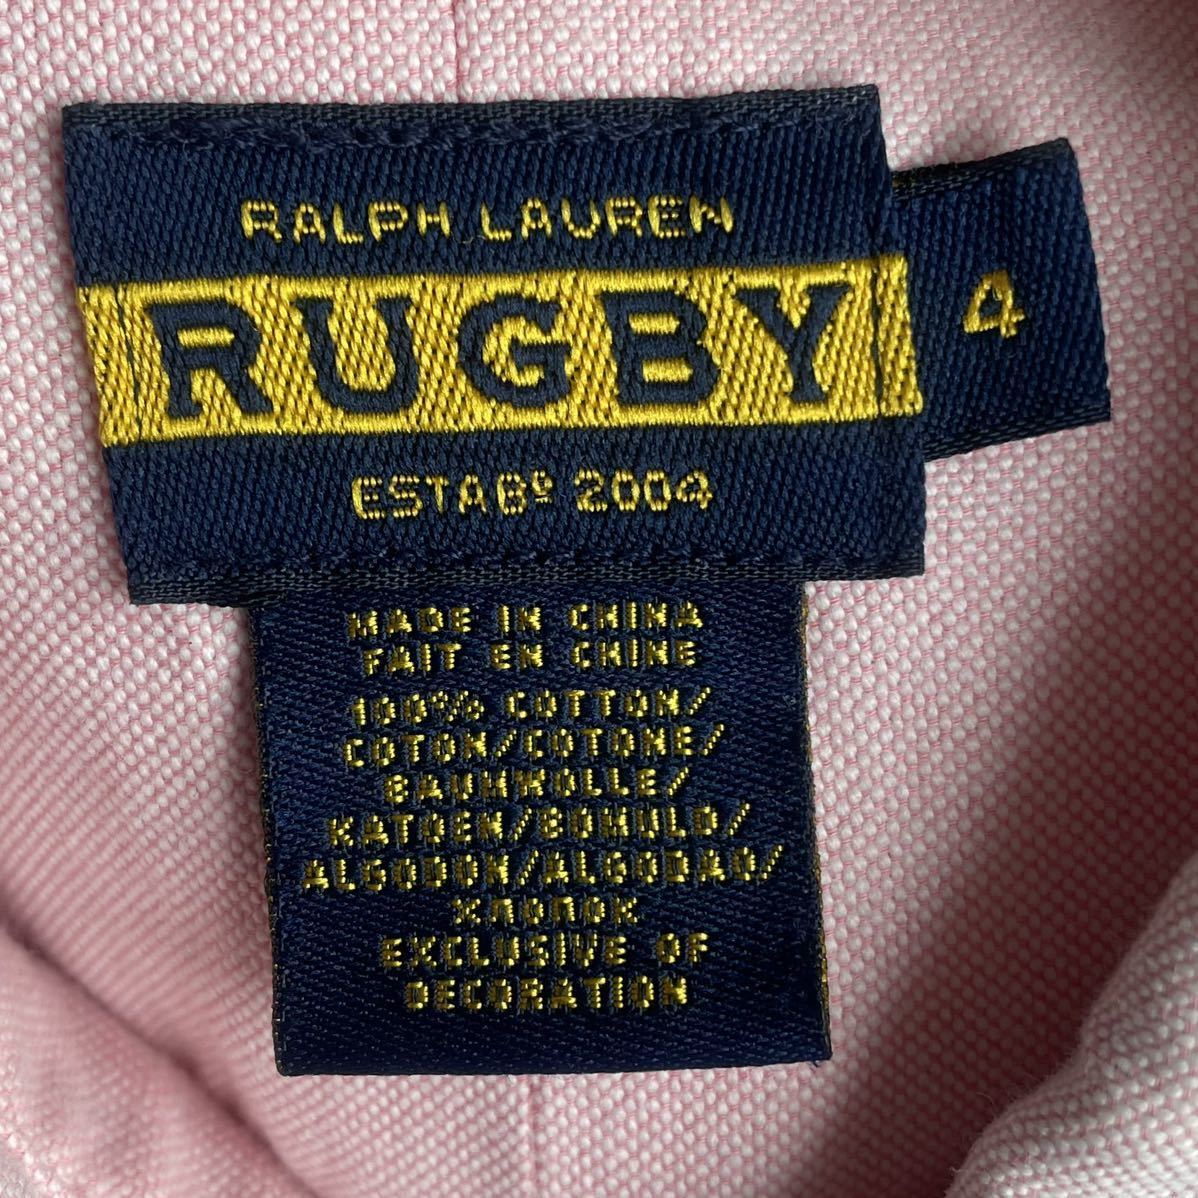 RALPH LAUREN
RUGBY
4
ESTABº 2004
MADE IN CHINA
FAIT EN CHINE
100% COTTON/
COTON/COTONE/
BAUMWOLLE/
KATOEN/BOMULD/
ALGODON/ALGODAO/
ХЛОПОК
EXCLUSIVE OF
DECORATION